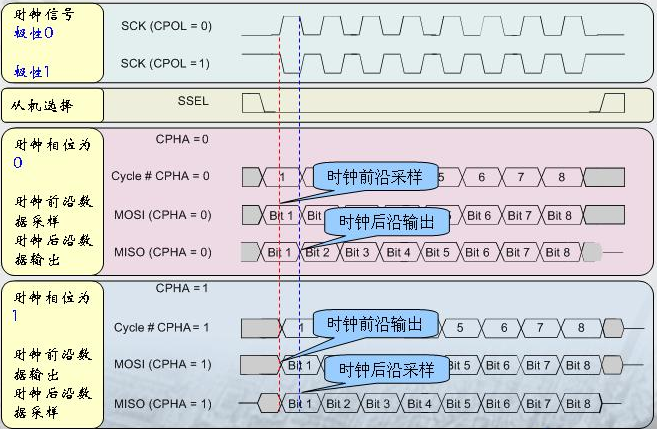 时钟信号
极性0
极性1
SCK (CPOL = 0)
SCK (CPOL = 1)
从机选择
SSEL
时钟相位为
0
时钟前沿数
据采样
时钟后沿数
据输出
CPHA = 0
Cycle # CPHA = 0 1 5 6 7 8
时钟前沿采样
MOSI (CPHA = 0) Bit 1 Bit 6 Bit 7 Bit 8
时钟后沿输出
MISO (CPHA = 0) Bit 1 Bit 2 Bit 3 Bit 4 Bit 5 Bit 6 Bit 7 Bit 8
时钟相位为
1
时钟前沿数
据输出
时钟后沿数
据采样
CPHA = 1
Cycle # CPHA = 1 1 5 6 7 8
时钟前沿输出
MOSI (CPHA = 1) Bit 1 Bit 5 Bit 6 Bit 7 Bit 8
时钟后沿采样
MISO (CPHA = 1) Bit 1 Bit 2 Bit 3 Bit 4 Bit 5 Bit 6 Bit 7 Bit 8